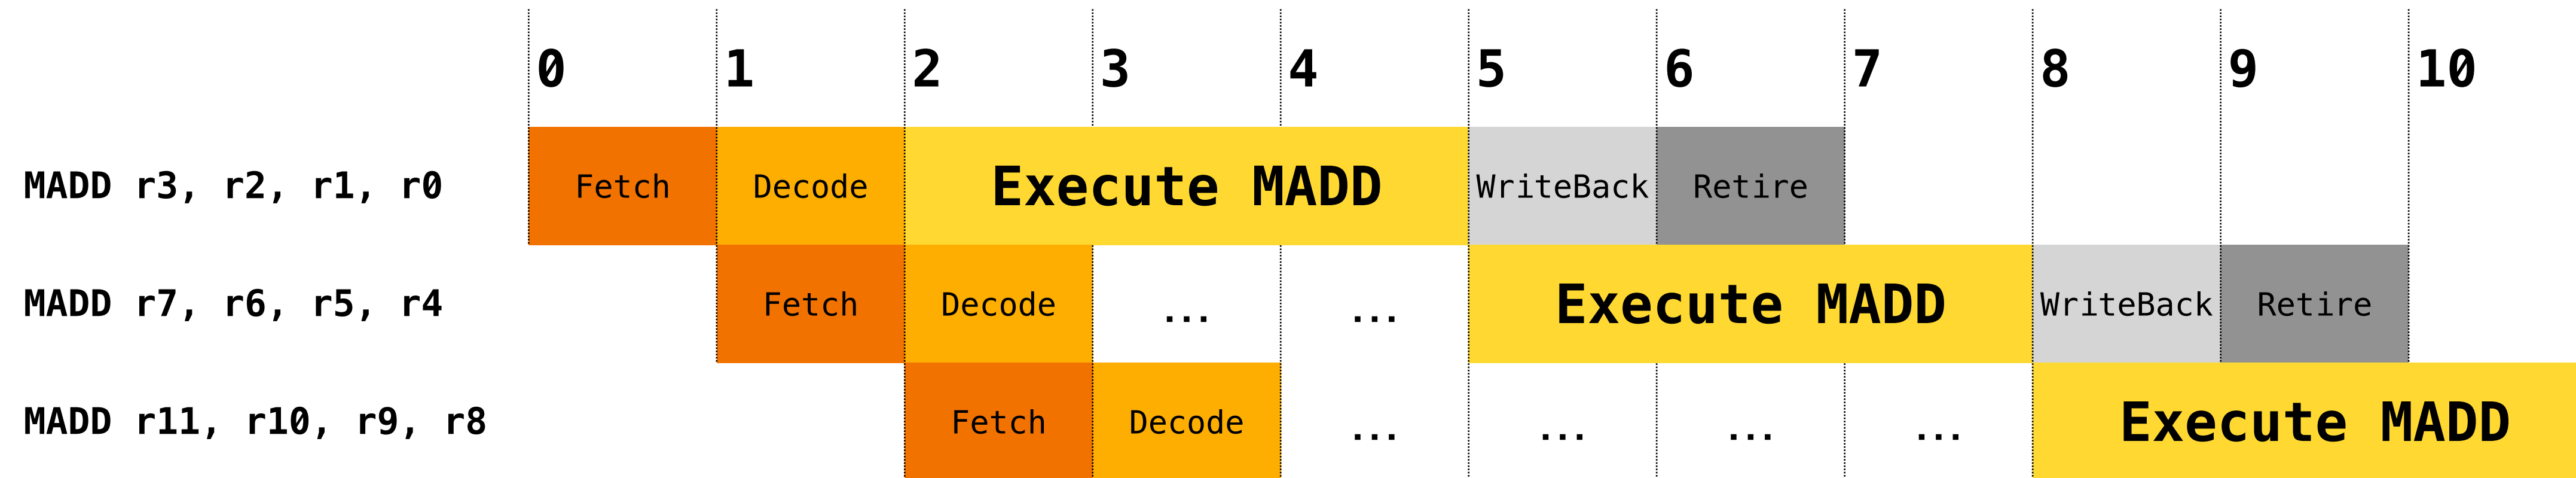 0 1 2 3 4 5 6 7 8 9 10
MADD r3, r2, r1, r0 Fetch Decode Execute MADD WriteBack Retire
MADD r7, r6, r5, r4 Fetch Decode ... ... Execute MADD WriteBack Retire
MADD r11, r10, r9, r8 Fetch Decode ... ... ... ... Execute MADD